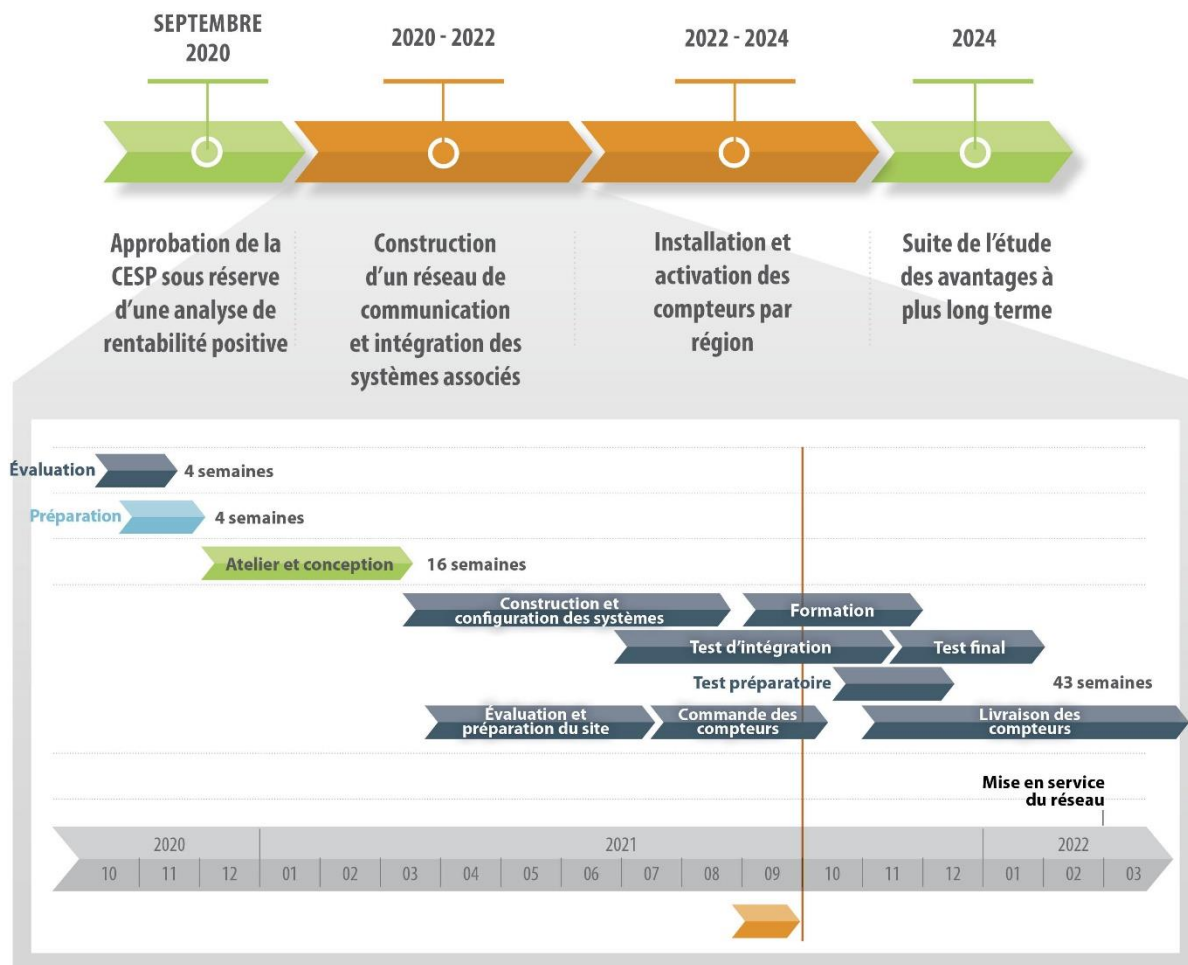 SEPTEMBRE
2020
2020 - 2022
2022 - 2024
2024
Approbation de la
CESP sous réserve
d'une analyse de
rentabilité positive
Construction
d'un réseau de
communication
et intégration des
systèmes associés
Installation et
activation des
compteurs par
région
Suite de l'étude
des avantages à
plus long terme
Évaluation
4 semaines
Préparation
4 semaines
Atelier et conception
16 semaines
Construction et
configuration des systèmes
Formation
Test d'intégration
Test final
Test préparatoire
43 semaines
Évaluation et
préparation du site
Commande des
compteurs
Livraison des
compteurs
Mise en service
du réseau
2020 2021 2022
10 11 12 01 02 03 04 05 06 07 08 09 10 11 12 01 02 03